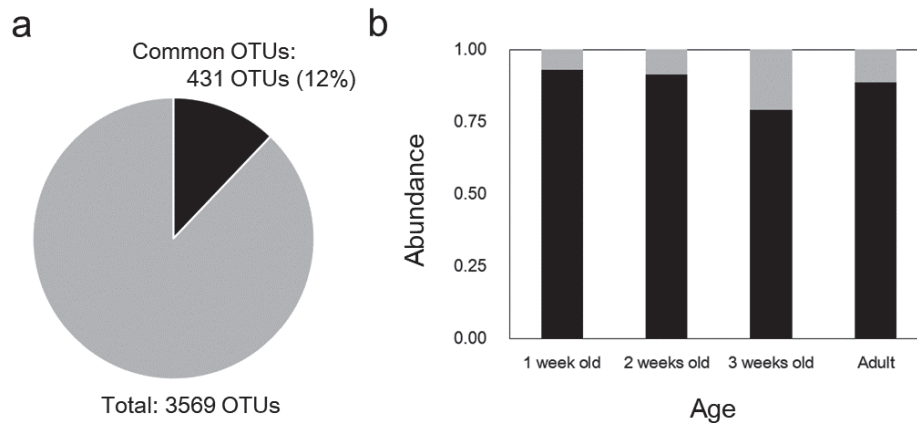 a
Common OTUs:
431 OTUs (12%)
Total: 3569 OTUs
b
1.00
0.75
0.50
0.25
0.00
Abundance
1 week old
2 weeks old
3 weeks old
Adult
Age